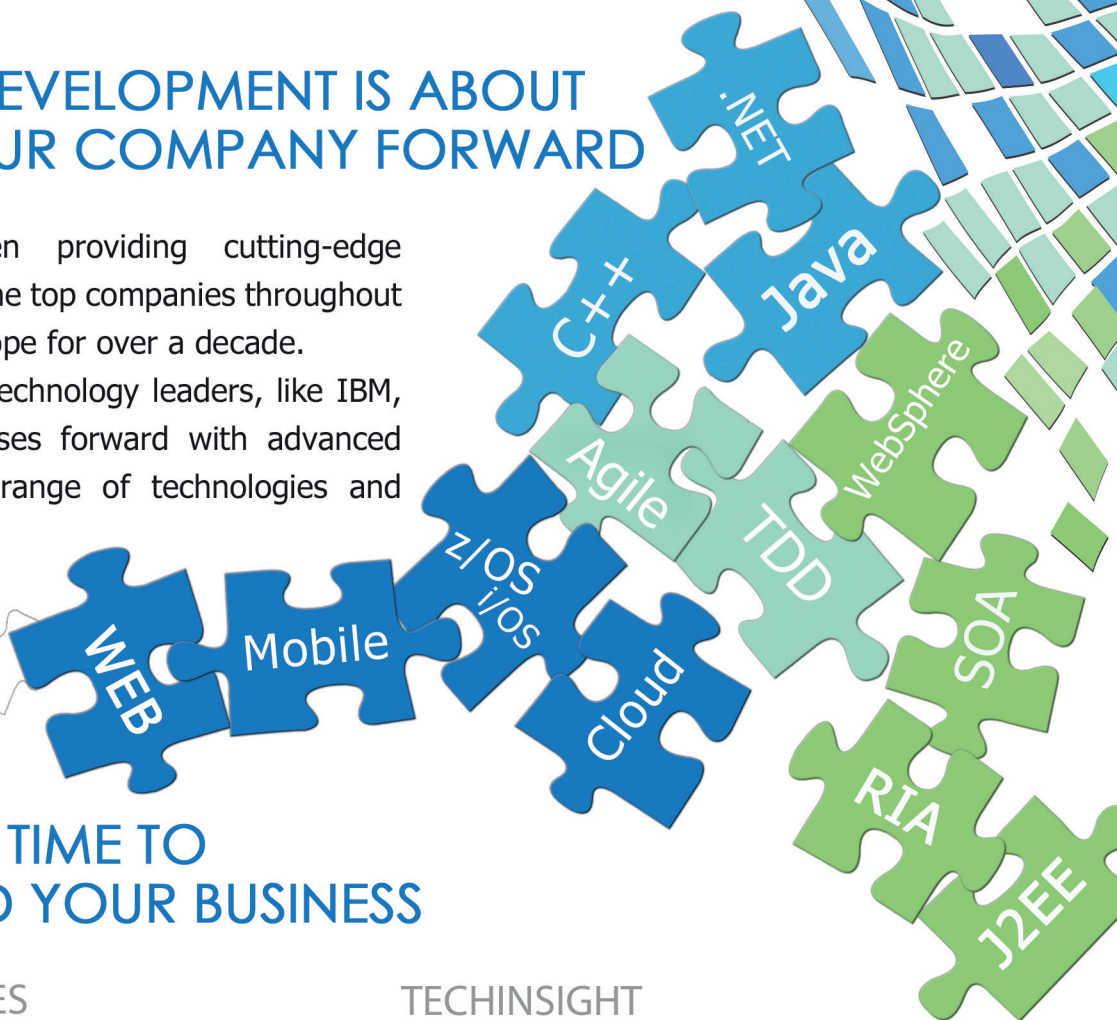 EVELOPMENT IS ABOUT
UR COMPANY FORWARD
en providing cutting-edge
he top companies throughout
ope for over a decade.
echnology leaders, like IBM,
ses forward with advanced
range of technologies and
.NET
C++
Java
WebSphere
Agile
TDD
z/OS
i/OS
WEB
Mobile
Cloud
SOA
RIA
J2EE
TIME TO
D YOUR BUSINESS
ES
TECHINSIGHT